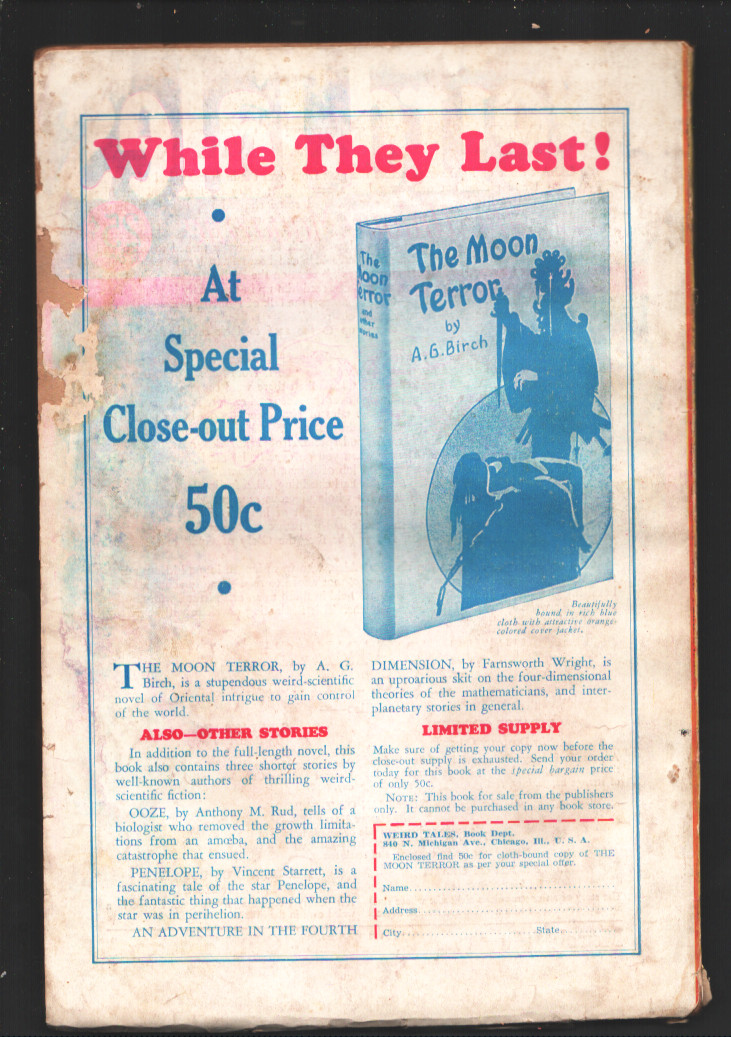 While They Last!
At
Special
Close-out Price
50c
The
Moon
Terror
and
other
stories
The Moon
Terror
by
A.G. Birch
Beautifully
bound in rich blue
cloth with attractive orange-
colored cover jacket.
THE MOON TERROR, by A. G.
Birch, is a stupendous weird-scientific
novel of Oriental intrigue to gain control
of the world.
ALSO—OTHER STORIES
In addition to the full-length novel, this
book also contains three shorter stories by
well-known authors of thrilling weird-
scientific fiction:
OOZE, by Anthony M. Rud, tells of a
biologist who removed the growth limita-
tions from an amœba, and the amazing
catastrophe that ensued.
PENELOPE, by Vincent Starrett, is a
fascinating tale of the star Penelope, and
the fantastic thing that happened when the
star was in perihelion.
AN ADVENTURE IN THE FOURTH
DIMENSION, by Farnsworth Wright, is
an uproarious skit on the four-dimensional
theories of the mathematicians, and inter-
planetary stories in general.
LIMITED SUPPLY
Make sure of getting your copy now before the
close-out supply is exhausted. Send your order
today for this book at the special bargain price
of only 50c.
NOTE: This book for sale from the publishers
only. It cannot be purchased in any book store.
WEIRD TALES, Book Dept.
840 N. Michigan Ave., Chicago, Ill., U. S. A.
Enclosed find 50c for cloth-bound copy of THE
MOON TERROR as per your special offer.
Name
Address
City State